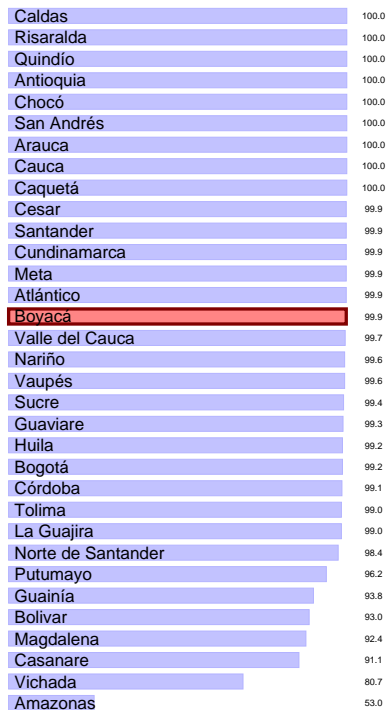 Caldas 100.0
Risaralda 100.0
Quindío 100.0
Antioquia 100.0
Chocó 100.0
San Andrés 100.0
Arauca 100.0
Cauca 100.0
Caquetá 100.0
Cesar 99.9
Santander 99.9
Cundinamarca 99.9
Meta 99.9
Atlántico 99.9
Boyacá 99.9
Valle del Cauca 99.7
Nariño 99.6
Vaupés 99.6
Sucre 99.4
Guaviare 99.3
Huila 99.2
Bogotá 99.2
Córdoba 99.1
Tolima 99.0
La Guajira 99.0
Norte de Santander 98.4
Putumayo 96.2
Guainía 93.8
Bolivar 93.0
Magdalena 92.4
Casanare 91.1
Vichada 80.7
Amazonas 53.0